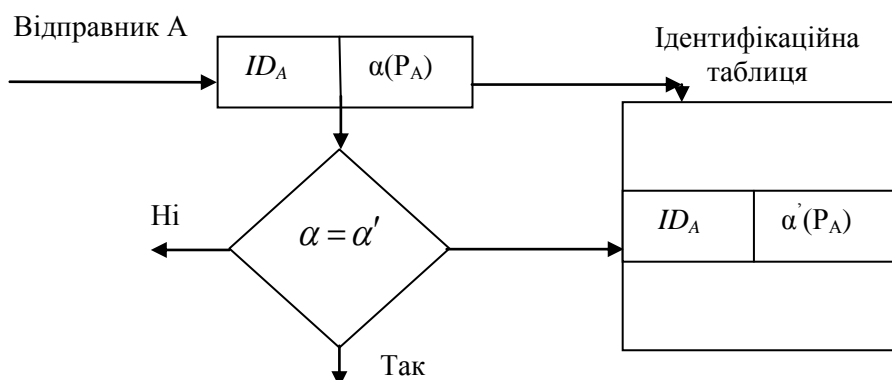 Відправник А
Ідентифікаційна
таблиця
ID_A α(P_A)
ID_A α’(P_A)
Ні
α = α′
Так